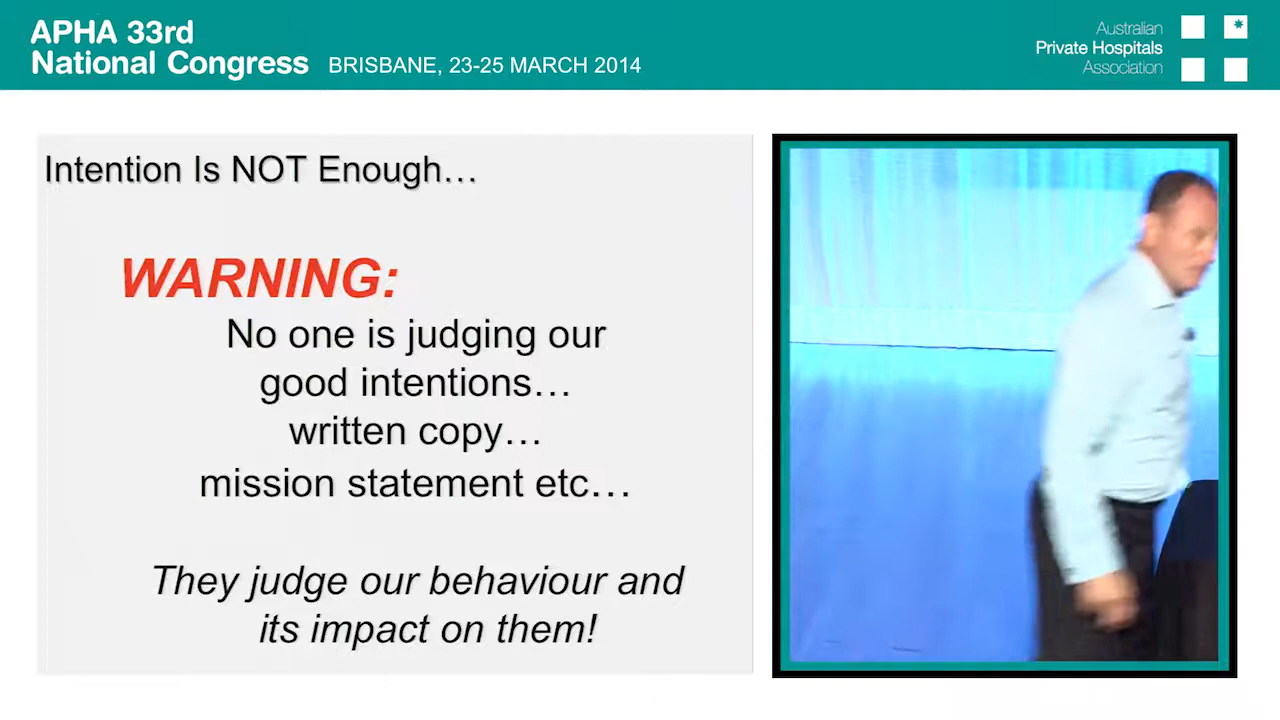 APHA 33rd
National Congress BRISBANE, 23-25 MARCH 2014
Australian
Private Hospitals
Association
Intention Is NOT Enough…
WARNING:
No one is judging our
good intentions…
written copy…
mission statement etc…
They judge our behaviour and
its impact on them!